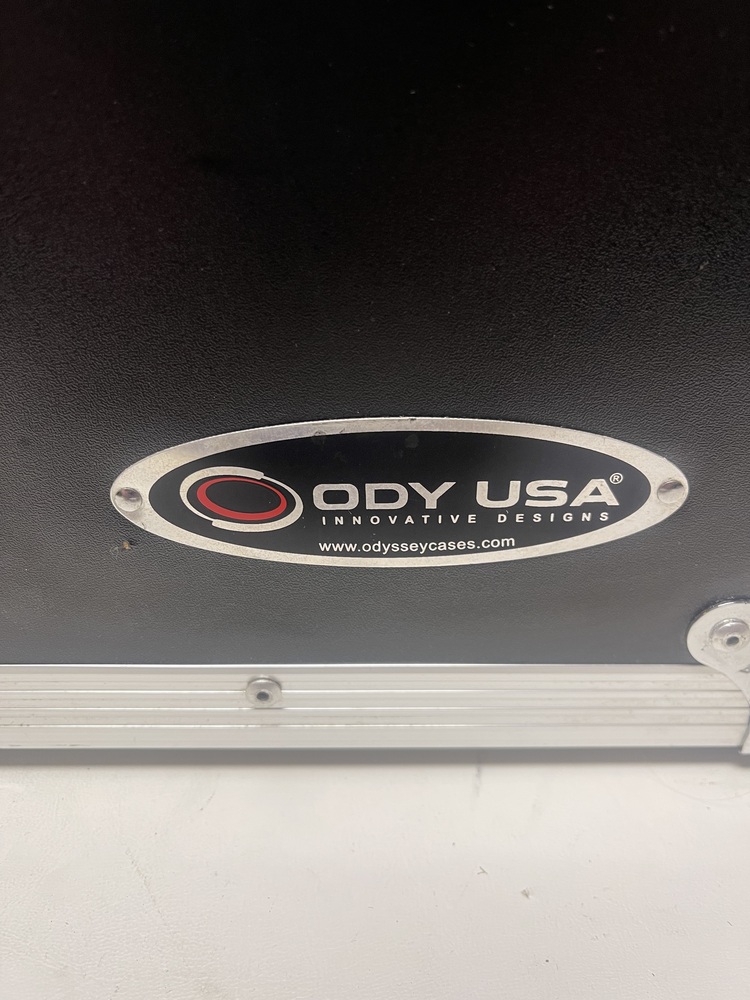 ODY USA®
INNOVATIVE DESIGNS
www.odysseycases.com